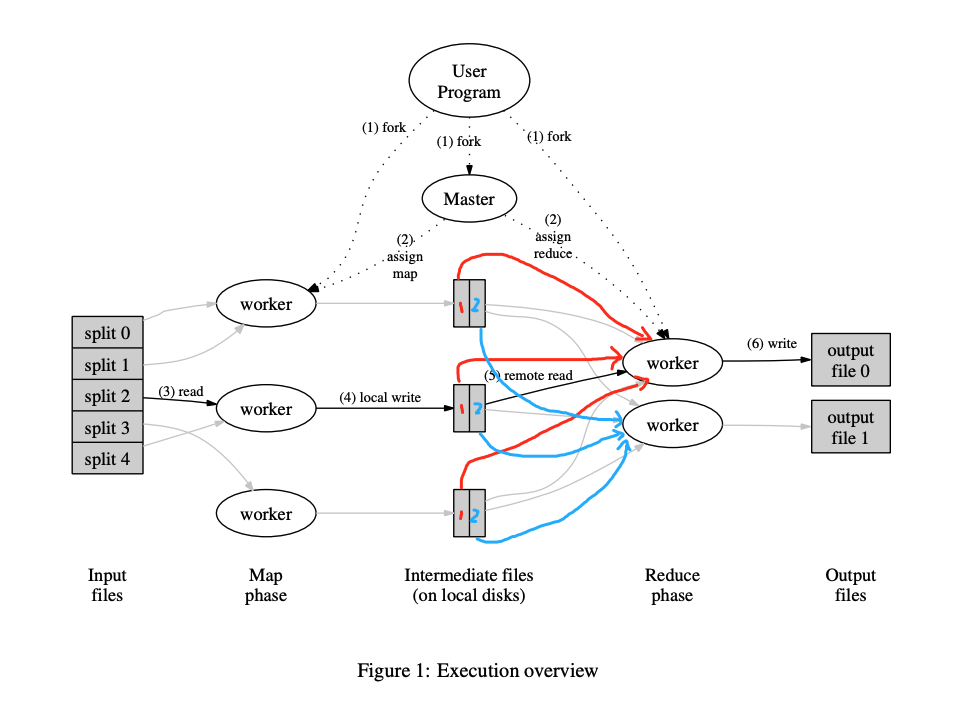 User
Program
(1) fork
(1) fork
(1) fork
Master
(2)
assign
map
(2)
assign
reduce
worker
split 0
split 1
split 2
split 3
split 4
(3) read
worker
(4) local write
worker
1 2
1 2
1 2
(5) remote read
worker
worker
(6) write
output
file 0
output
file 1
Input
files
Map
phase
Intermediate files
(on local disks)
Reduce
phase
Output
files
Figure 1: Execution overview